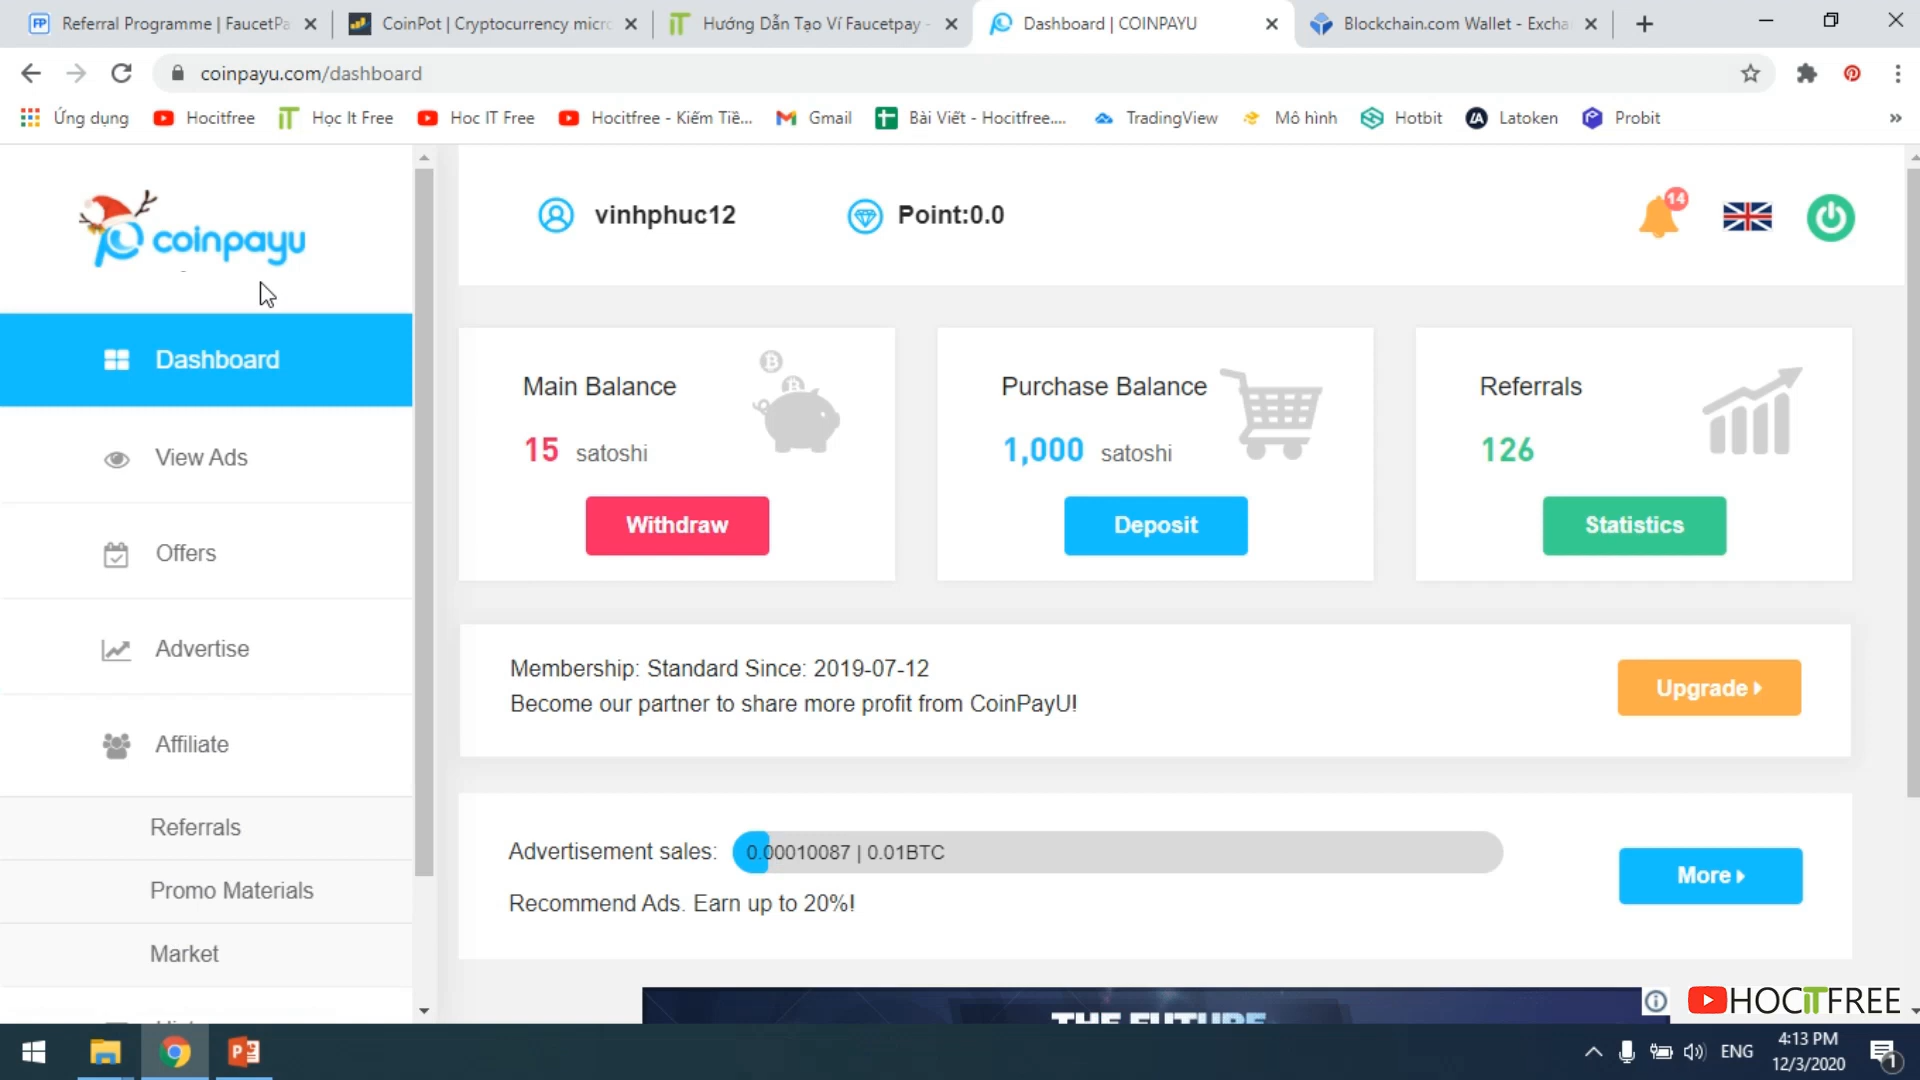 Referral Programme | FaucetPa
CoinPot | Cryptocurrency micro
Hướng Dẫn Tạo Ví Faucetpay -
Dashboard | COINPAYU
Blockchain.com Wallet - Excha
coinpayu.com/dashboard
Ứng dụng
Hocitfree
Học It Free
Hoc IT Free
Hocitfree - Kiếm Tiề...
Gmail
Bài Viết - Hocitfree....
TradingView
Mô hình
Hotbit
Latoken
Probit
coinpayu
vinhphuc12
Point:0.0
14
Dashboard
View Ads
Offers
Advertise
Affiliate
Referrals
Promo Materials
Market
Main Balance
15 satoshi
Withdraw
Purchase Balance
1,000 satoshi
Deposit
Referrals
126
Statistics
Membership: Standard Since: 2019-07-12
Become our partner to share more profit from CoinPayU!
Upgrade
Advertisement sales: 0.00010087 | 0.01BTC
Recommend Ads. Earn up to 20%!
More
THE FUTURE
HOCITFREE
ENG
4:13 PM
12/3/2020
1